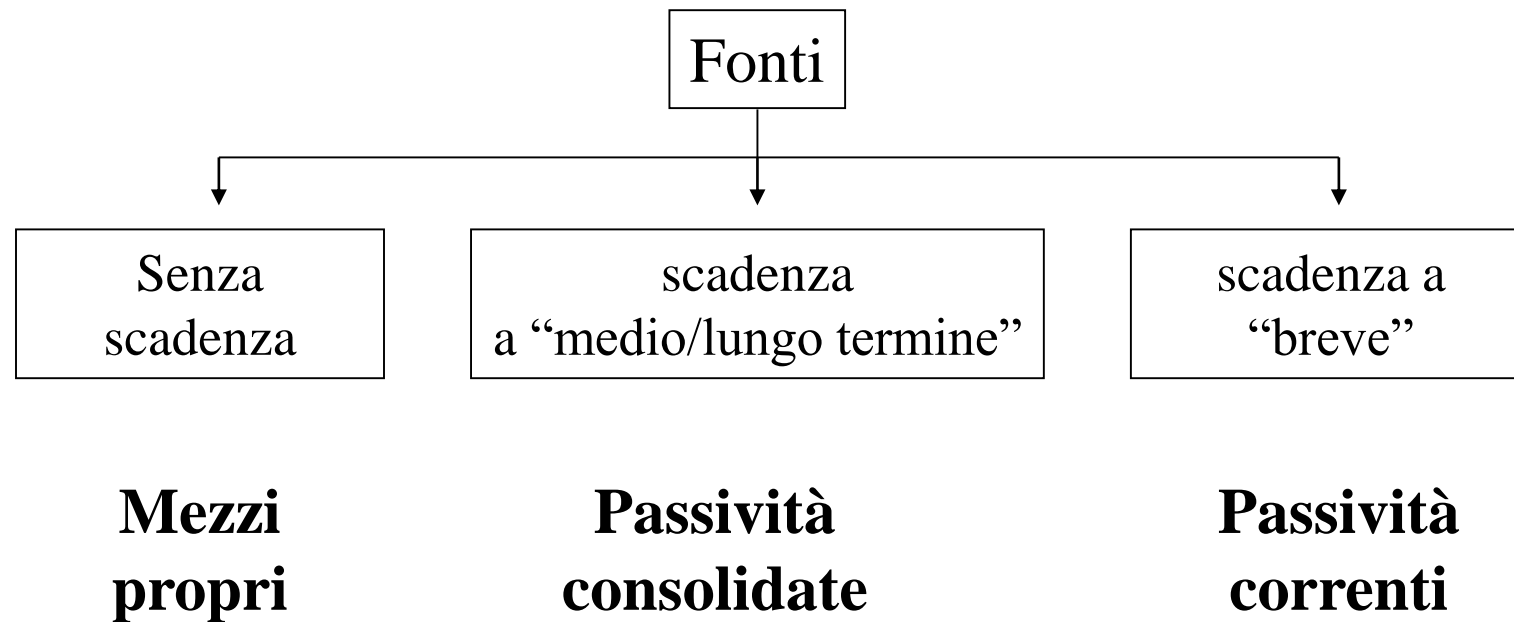 Fonti
Senza
scadenza
scadenza
a “medio/lungo termine”
scadenza a
“breve”
Mezzi
propri
Passività
consolidate
Passività
correnti